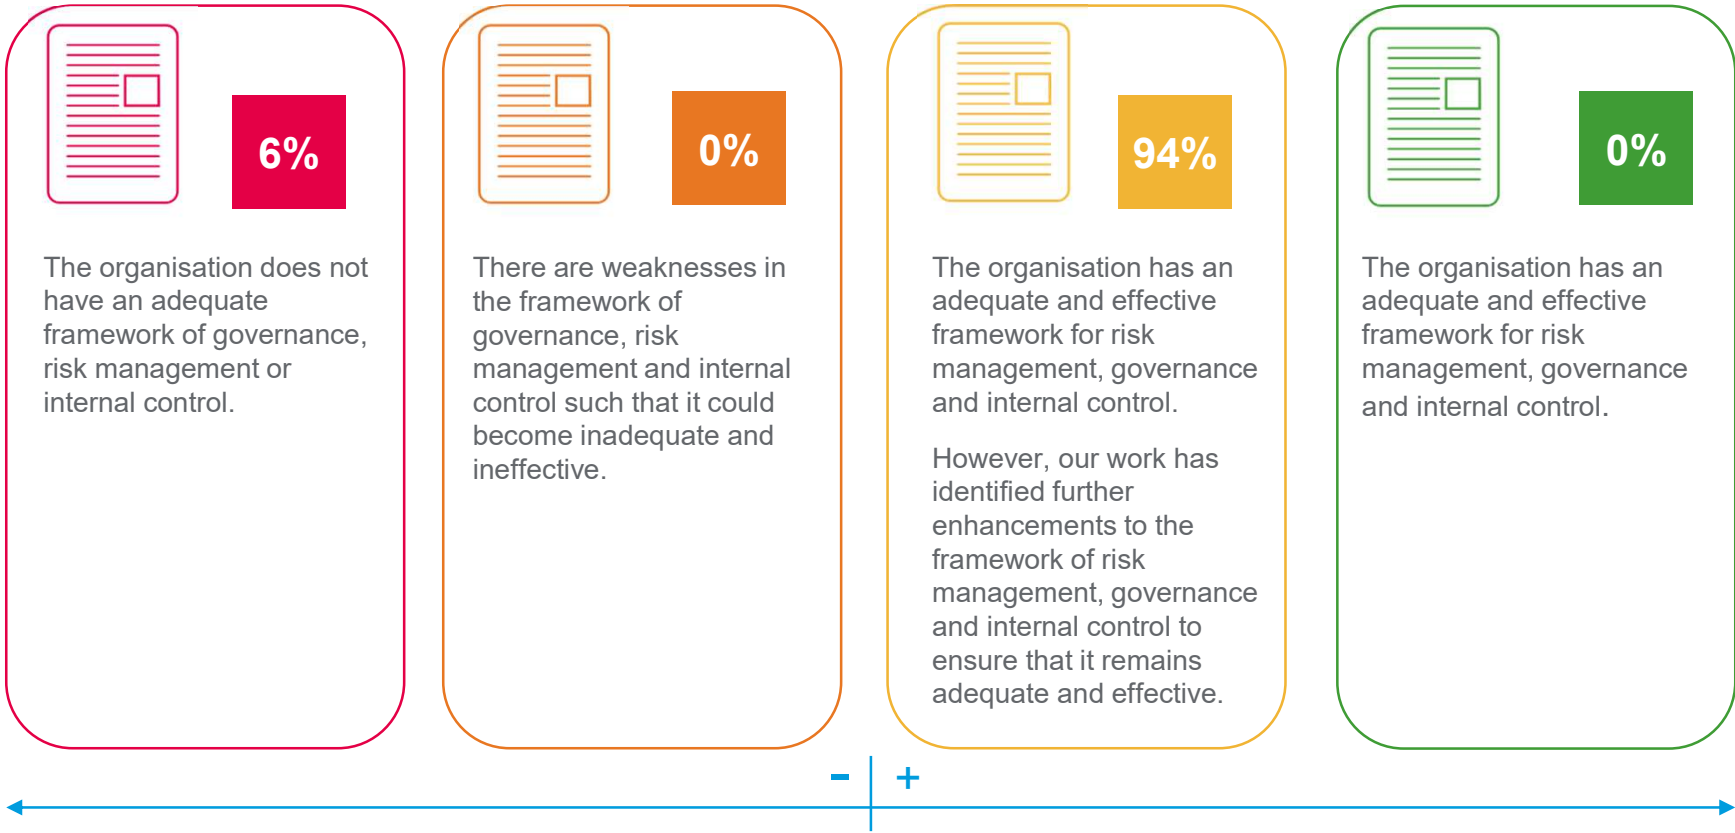 6%
The organisation does not
have an adequate
framework of governance,
risk management or
internal control.
0%
There are weaknesses in
the framework of
governance, risk
management and internal
control such that it could
become inadequate and
ineffective.
94%
The organisation has an
adequate and effective
framework for risk
management, governance
and internal control.
However, our work has
identified further
enhancements to the
framework of risk
management, governance
and internal control to
ensure that it remains
adequate and effective.
0%
The organisation has an
adequate and effective
framework for risk
management, governance
and internal control.
- +